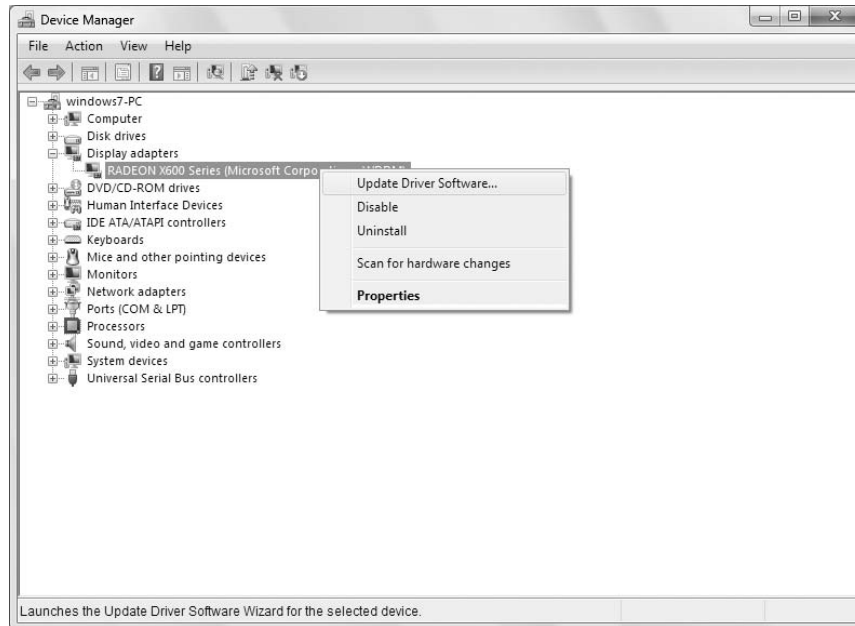 Device Manager
File Action View Help
windows7-PC
Computer
Disk drives
Display adapters
RADEON X600 Series (Microsoft
Update Driver Software...
DVD/CD-ROM drives
Disable
Human Interface Devices
IDE ATA/ATAPI controllers
Uninstall
Keyboards
Mice and other pointing devices
Scan for hardware changes
Monitors
Network adapters
Properties
Ports (COM & LPT)
Processors
Sound, video and game controllers
System devices
Universal Serial Bus controllers
Launches the Update Driver Software Wizard for the selected device.